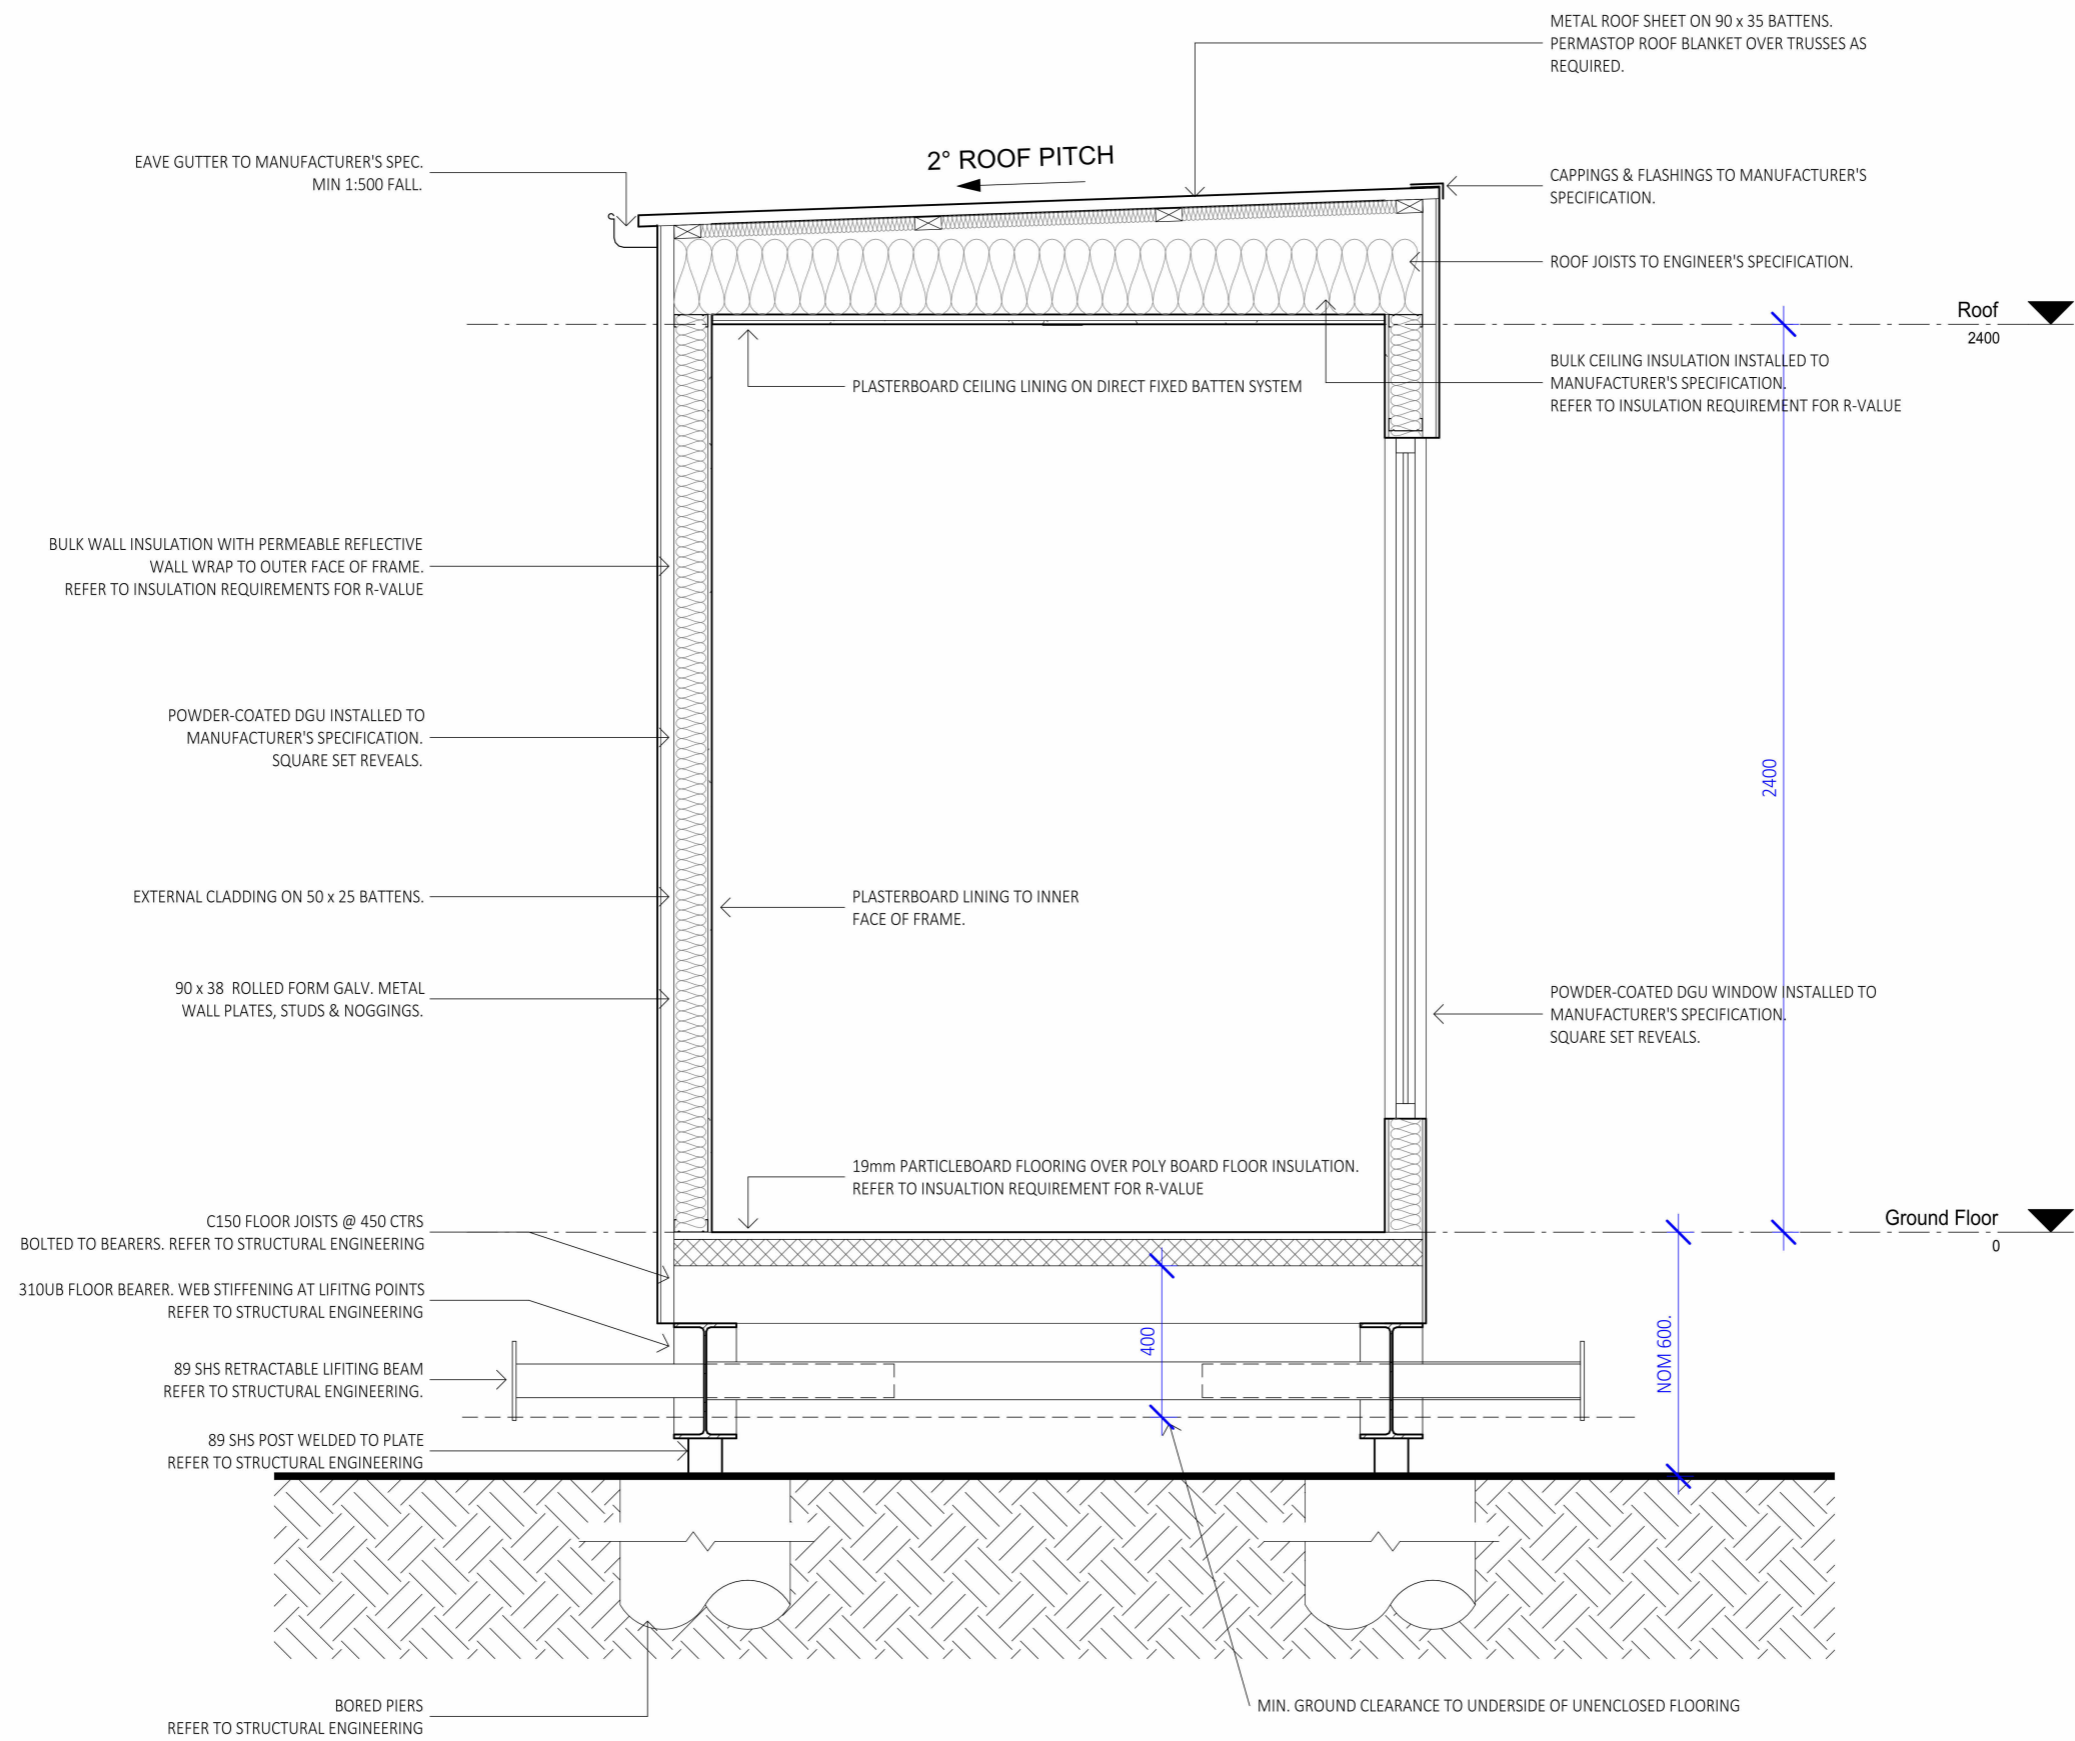 METAL ROOF SHEET ON 90 x 35 BATTENS.
PERMASTOP ROOF BLANKET OVER TRUSSES AS
REQUIRED.
EAVE GUTTER TO MANUFACTURER'S SPEC.
MIN 1:500 FALL.
2° ROOF PITCH
CAPPINGS & FLASHINGS TO MANUFACTURER'S
SPECIFICATION.
ROOF JOISTS TO ENGINEER'S SPECIFICATION.
Roof
2400
BULK CEILING INSULATION INSTALLED TO
MANUFACTURER'S SPECIFICATION.
REFER TO INSULATION REQUIREMENT FOR R-VALUE
PLASTERBOARD CEILING LINING ON DIRECT FIXED BATTEN SYSTEM
BULK WALL INSULATION WITH PERMEABLE REFLECTIVE
WALL WRAP TO OUTER FACE OF FRAME.
REFER TO INSULATION REQUIREMENTS FOR R-VALUE
POWDER-COATED DGU INSTALLED TO
MANUFACTURER'S SPECIFICATION.
SQUARE SET REVEALS.
2400
EXTERNAL CLADDING ON 50 x 25 BATTENS.
PLASTERBOARD LINING TO INNER
FACE OF FRAME.
90 x 38 ROLLED FORM GALV. METAL
WALL PLATES, STUDS & NOGGINGS.
POWDER-COATED DGU WINDOW INSTALLED TO
MANUFACTURER'S SPECIFICATION.
SQUARE SET REVEALS.
19mm PARTICLEBOARD FLOORING OVER POLY BOARD FLOOR INSULATION.
REFER TO INSUALTION REQUIREMENT FOR R-VALUE
C150 FLOOR JOISTS @ 450 CTRS
BOLTED TO BEARERS. REFER TO STRUCTURAL ENGINEERING
Ground Floor
0
310UB FLOOR BEARER. WEB STIFFENING AT LIFITNG POINTS
REFER TO STRUCTURAL ENGINEERING
400
NOM 600.
89 SHS RETRACTABLE LIFITING BEAM
REFER TO STRUCTURAL ENGINEERING.
89 SHS POST WELDED TO PLATE
REFER TO STRUCTURAL ENGINEERING
BORED PIERS
REFER TO STRUCTURAL ENGINEERING
MIN. GROUND CLEARANCE TO UNDERSIDE OF UNENCLOSED FLOORING